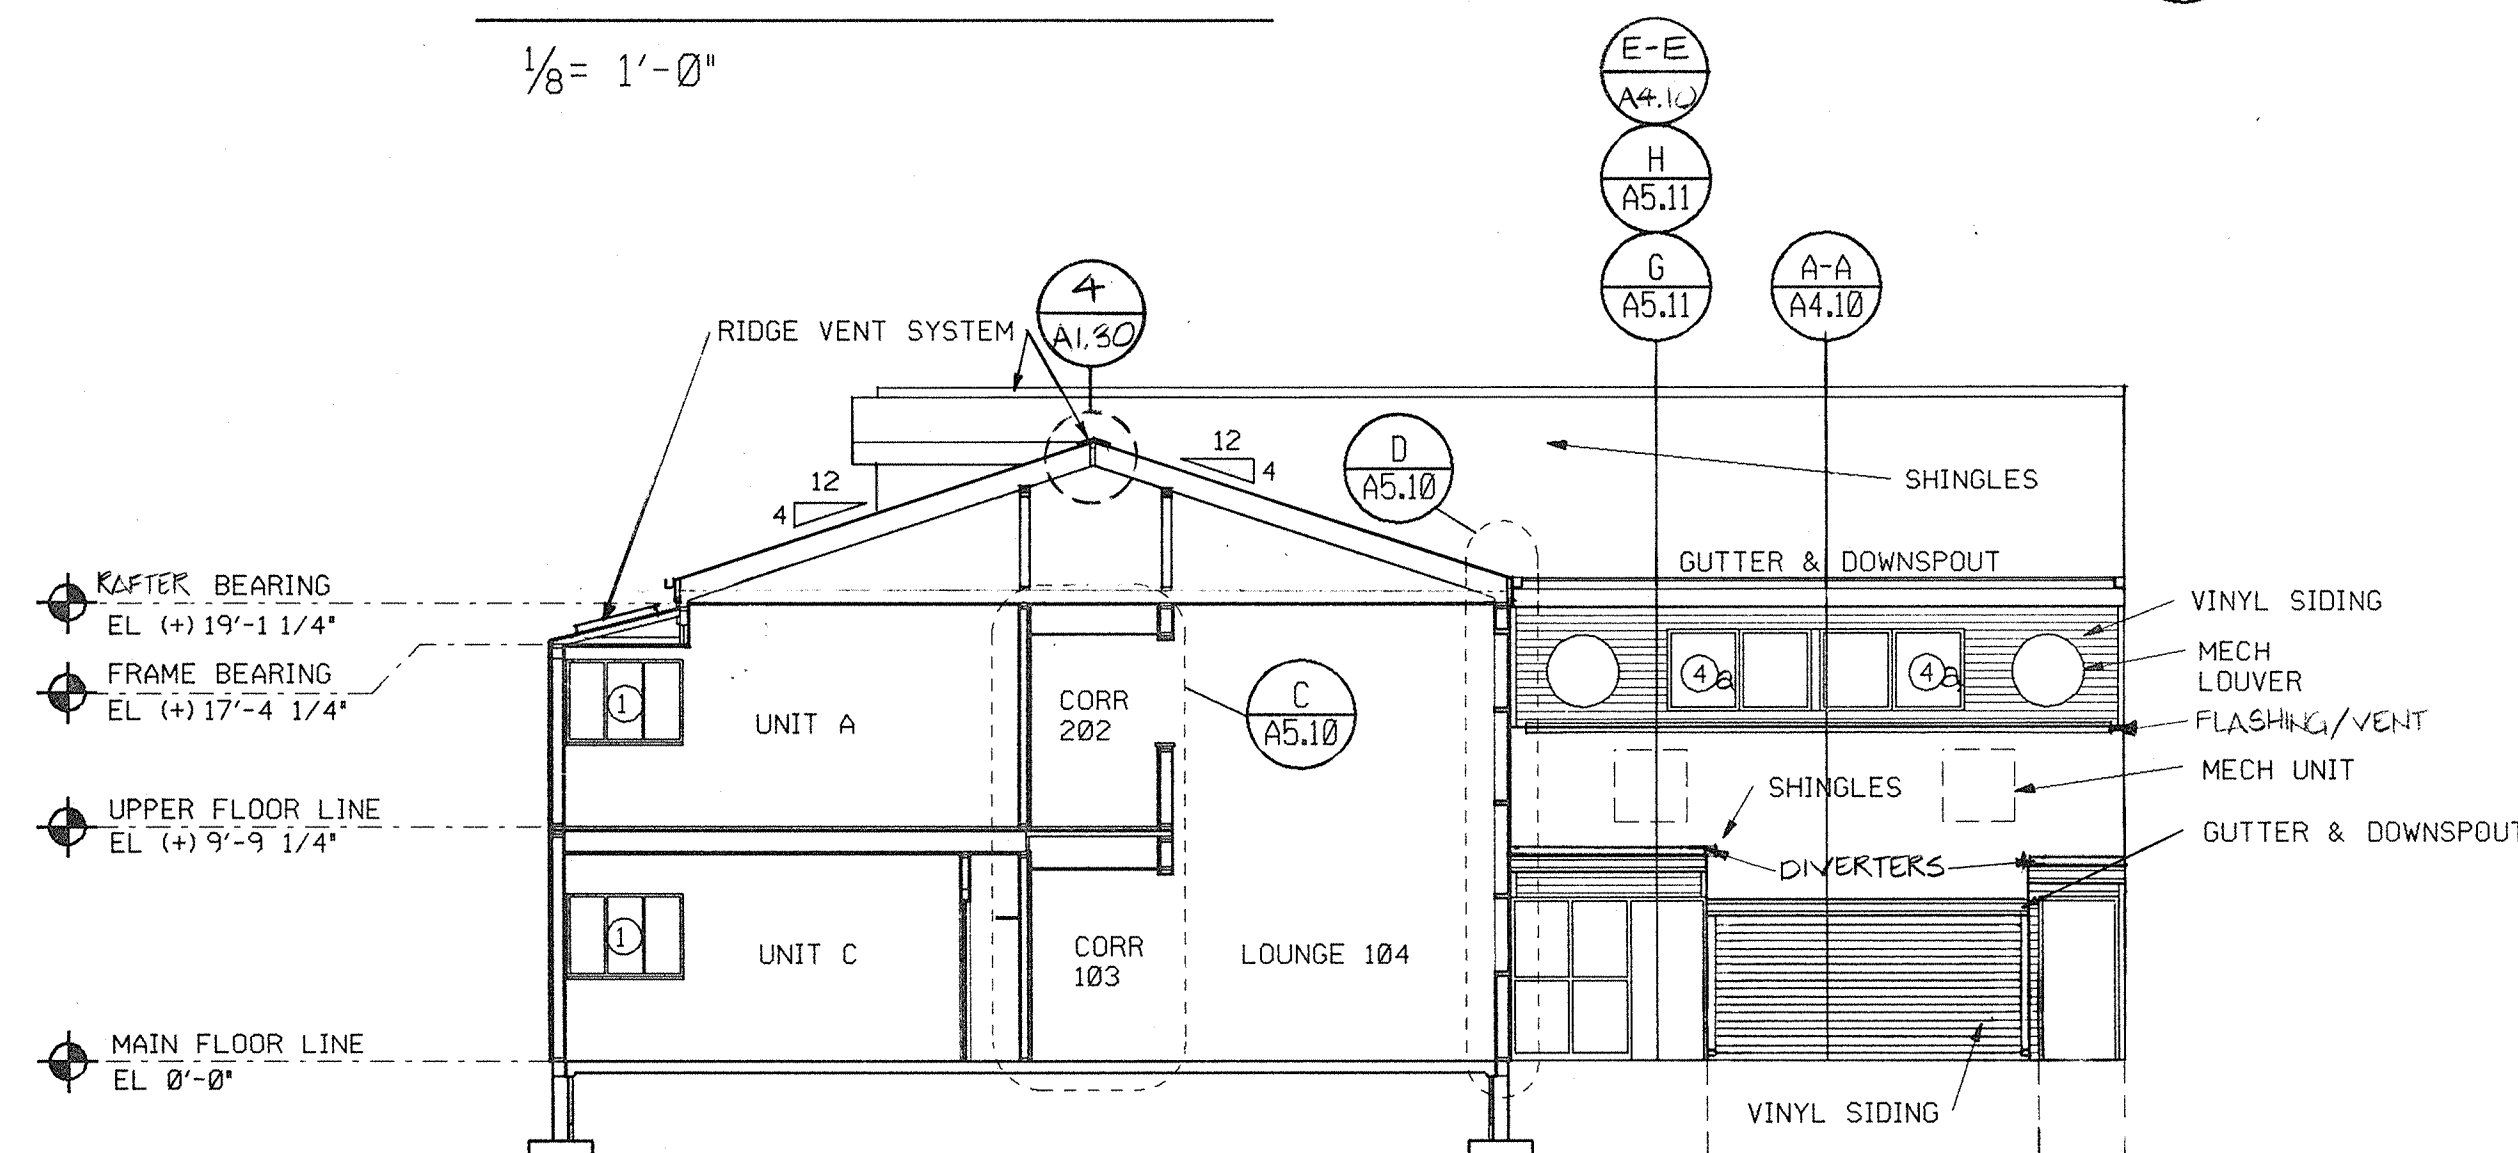 1/8= 1'-0"
E-E
A4.10
H
A5.11
G
A5.11
A-A
A4.10
4
A1.30
RIDGE VENT SYSTEM
12
4
12
4
D
A5.10
SHINGLES
GUTTER & DOWNSPOUT
RAFTER BEARING
EL (+) 19'-1 1/4"
FRAME BEARING
EL (+) 17'-4 1/4"
VINYL SIDING
MECH
LOUVER
FLASHING/VENT
MECH UNIT
1
UNIT A
CORR
202
C
A5.10
4a
4a
UPPER FLOOR LINE
EL (+) 9'-9 1/4"
SHINGLES
DIVERTERS
GUTTER & DOWNSPOUT
1
UNIT C
CORR
103
LOUNGE 104
MAIN FLOOR LINE
EL 0'-0"
VINYL SIDING